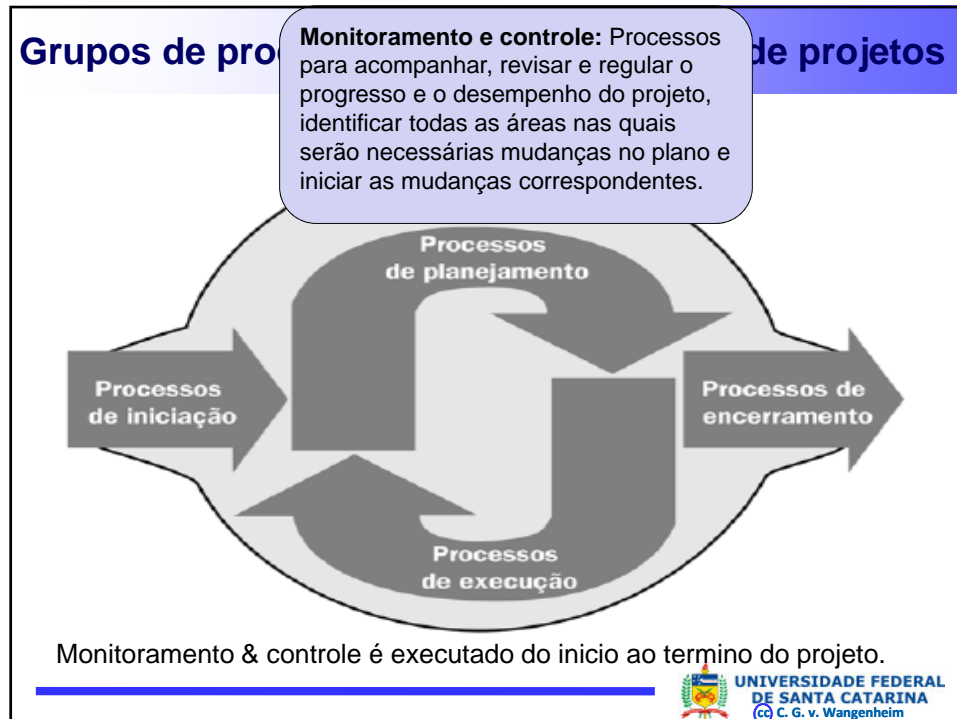 Grupos de pro
de projetos
Monitoramento e controle: Processos
para acompanhar, revisar e regular o
progresso e o desempenho do projeto,
identificar todas as áreas nas quais
serão necessárias mudanças no plano e
iniciar as mudanças correspondentes.
Processos
de planejamento
Processos
de iniciação
Processos de
encerramento
Processos
de execução
Monitoramento & controle é executado do inicio ao termino do projeto.
UNIVERSIDADE FEDERAL
DE SANTA CATARINA
(cc) C. G. v. Wangenheim